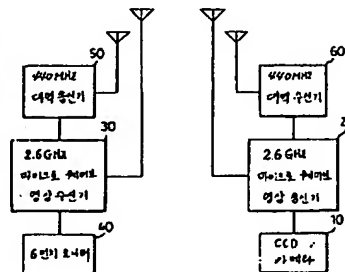 50
440MHz
대역 송신기
30
2.6GHz
마이크로 웨이브
영상 수신기
40
6인치 모니터
60
440MHz
대역 수신기
2
2.6GHz
마이크로 웨이브
영상 송신기
10
CCD
카메라